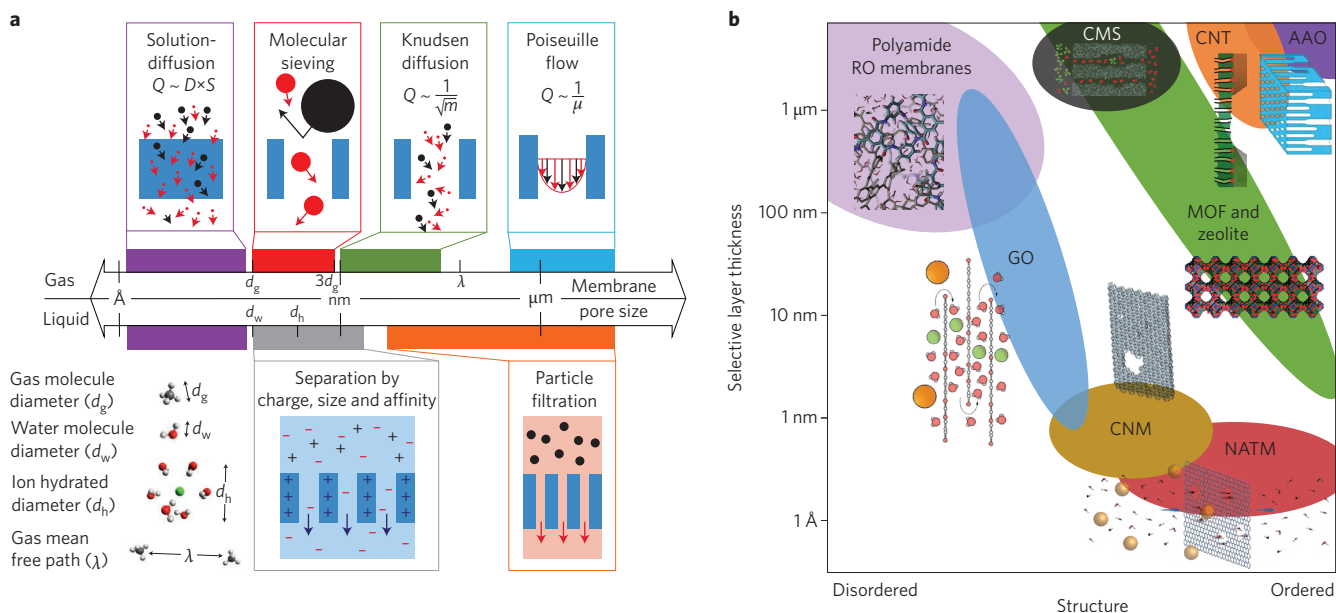 a
Solution-
diffusion
Q ~ D×S
Molecular
sieving
Knudsen
diffusion
Q ~ 1/√m
Poiseuille
flow
Q ~ 1/μ
Gas
Å
d_g
3d_g
nm
λ
μm
Membrane
pore size
Liquid
d_w
d_h
Gas molecule
diameter (d_g)
d_g
Water molecule
diameter (d_w)
d_w
Ion hydrated
diameter (d_h)
d_h
Gas mean
free path (λ)
λ
Separation by
charge, size and affinity
Particle
filtration
b
Selective layer thickness
1 μm
100 nm
10 nm
1 nm
1 Å
Polyamide
RO membranes
CMS
CNT
AAO
GO
MOF and
zeolite
CNM
NATM
Disordered
Ordered
Structure